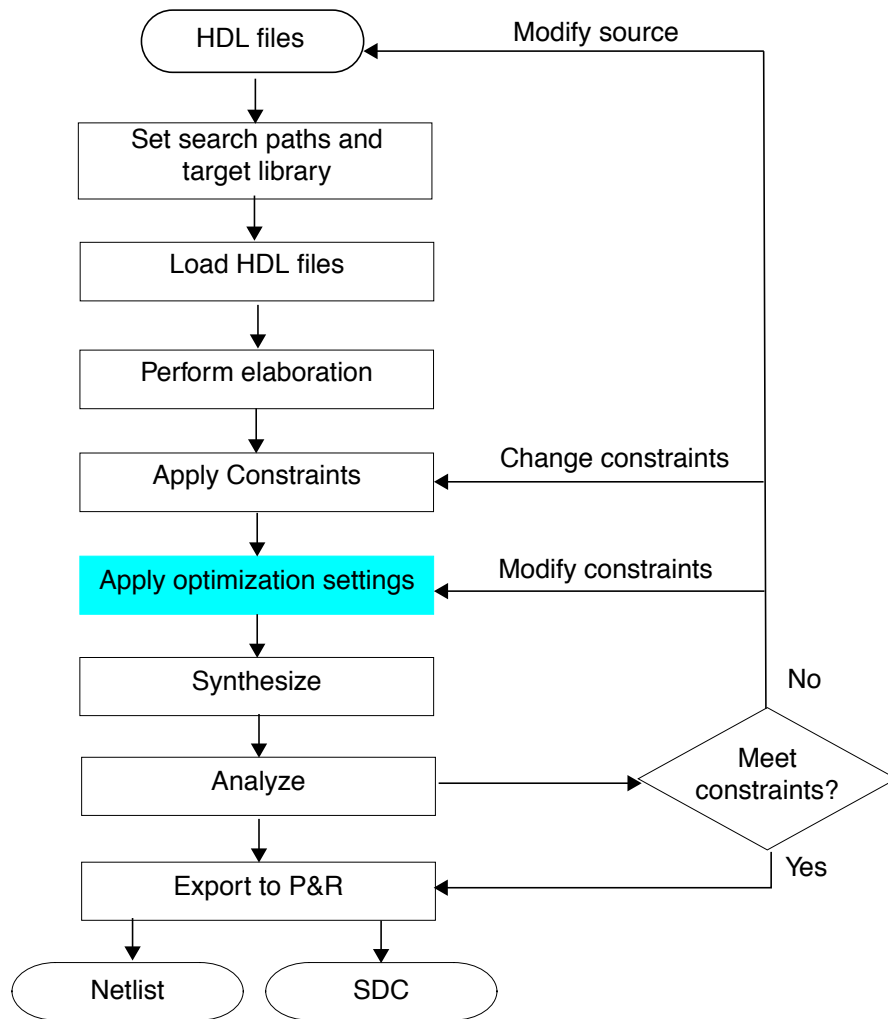 HDL files
Modify source
Set search paths and
target library
Load HDL files
Perform elaboration
Apply Constraints
Change constraints
Apply optimization settings
Modify constraints
Synthesize
No
Analyze
Meet
constraints?
Yes
Export to P&R
Netlist
SDC